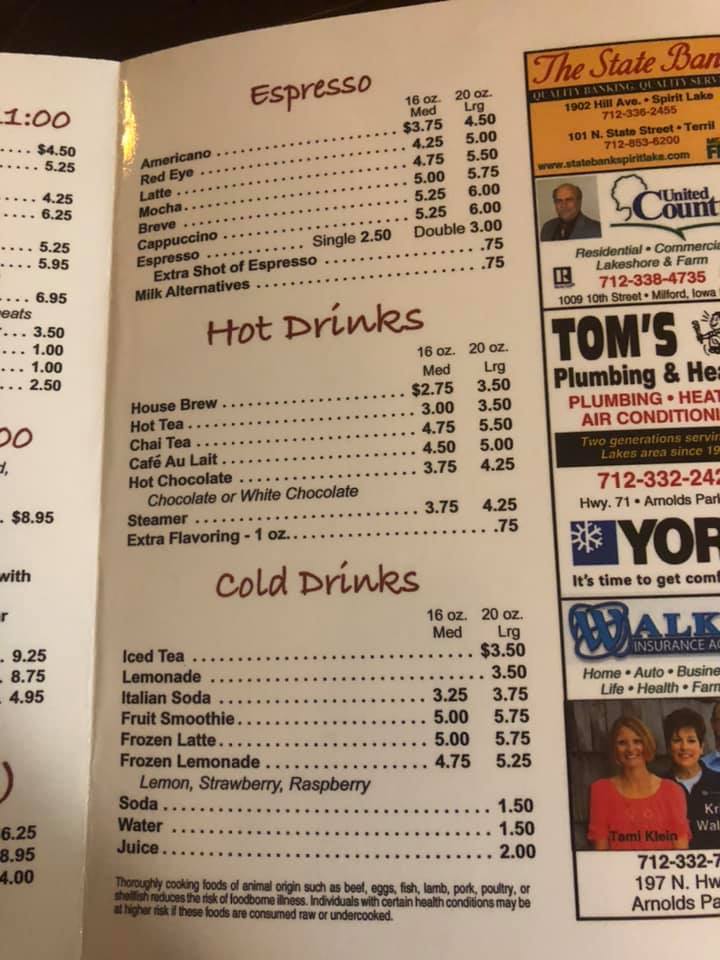 1:00
.... $4.50
..... 5.25
..... 4.25
.... 6.25
.... 5.25
.... 5.95
.... 6.95
eats
.... 3.50
... 1.00
... 1.00
... 2.50
00
d,
. $8.95
with
r
. 9.25
. 8.75
. 4.95
)
6.25
8.95
4.00
Espresso
16 oz. 20 oz.
Med Lrg
Americano $3.75 4.50
Red Eye 4.25 5.00
Latte 4.75 5.50
Mocha 5.00 5.75
Breve 5.25 6.00
Cappuccino 5.25 6.00
Espresso Single 2.50 Double 3.00
Extra Shot of Espresso .75
Milk Alternatives .75
Hot Drinks
16 oz. 20 oz.
Med Lrg
House Brew $2.75 3.50
Hot Tea 3.00 3.50
Chai Tea 4.75 5.50
Café Au Lait 4.50 5.00
Hot Chocolate 3.75 4.25
Chocolate or White Chocolate
Steamer 3.75 4.25
Extra Flavoring - 1 oz. .75
Cold Drinks
16 oz. 20 oz.
Med Lrg
Iced Tea $3.50
Lemonade 3.50
Italian Soda 3.25 3.75
Fruit Smoothie 5.00 5.75
Frozen Latte 5.00 5.75
Frozen Lemonade 4.75 5.25
Lemon, Strawberry, Raspberry
Soda 1.50
Water 1.50
Juice 2.00
Thoroughly cooking foods of animal origin such as beef, eggs, fish, lamb, pork, poultry, or
shellfish reduces the risk of foodborne illness. Individuals with certain health conditions may be
at higher risk if these foods are consumed raw or undercooked.
The State Ban
QUALITY BANKING. QUALITY SERV
1902 Hill Ave. • Spirit Lake
712-336-2455
101 N. State Street • Terril
712-853-6200
www.statebankspiritlake.com
United
Count
Residential • Commercia
Lakeshore & Farm
712-338-4735
1009 10th Street • Milford, Iowa
TOM'S
Plumbing & Hea
PLUMBING • HEAT
AIR CONDITIONI
Two generations servi
Lakes area since 19
712-332-242
Hwy. 71 • Arnolds Par
YOR
It's time to get comf
WALK
INSURANCE AG
Home • Auto • Busine
Life • Health • Farm
Tami Klein
Kr
Wal
712-332-7
197 N. Hw
Arnolds Pa